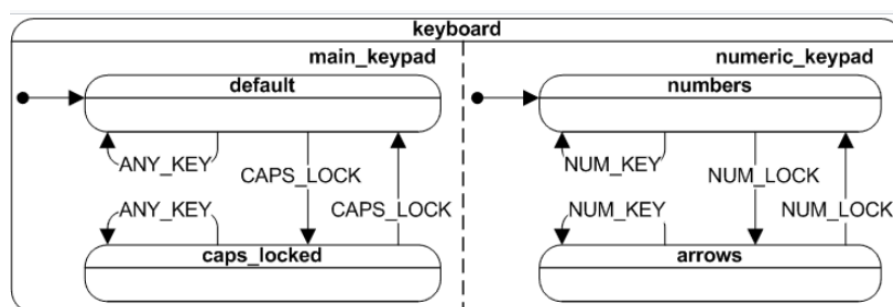 keyboard
main_keypad
numeric_keypad
default
numbers
ANY_KEY
CAPS_LOCK
NUM_KEY
NUM_LOCK
ANY_KEY
CAPS_LOCK
NUM_KEY
NUM_LOCK
caps_locked
arrows